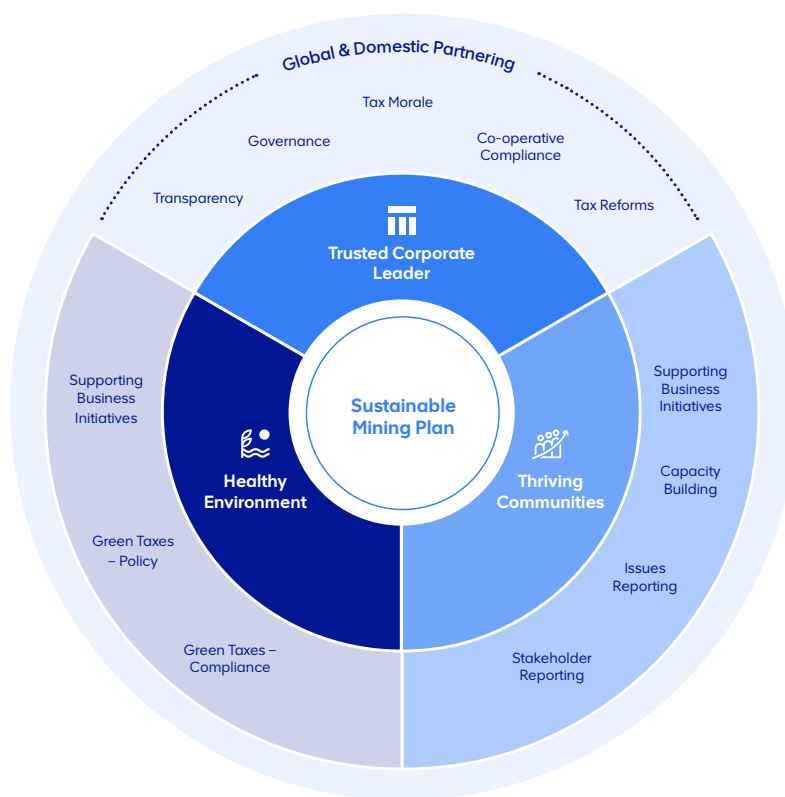 Global & Domestic Partnering
Tax Morale
Governance
Co-operative
Compliance
Transparency
Tax Reforms
Trusted Corporate
Leader
Supporting
Business
Initiatives
Green Taxes
– Policy
Green Taxes –
Compliance
Healthy
Environment
Sustainable
Mining Plan
Thriving
Communities
Supporting
Business
Initiatives
Capacity
Building
Issues
Reporting
Stakeholder
Reporting